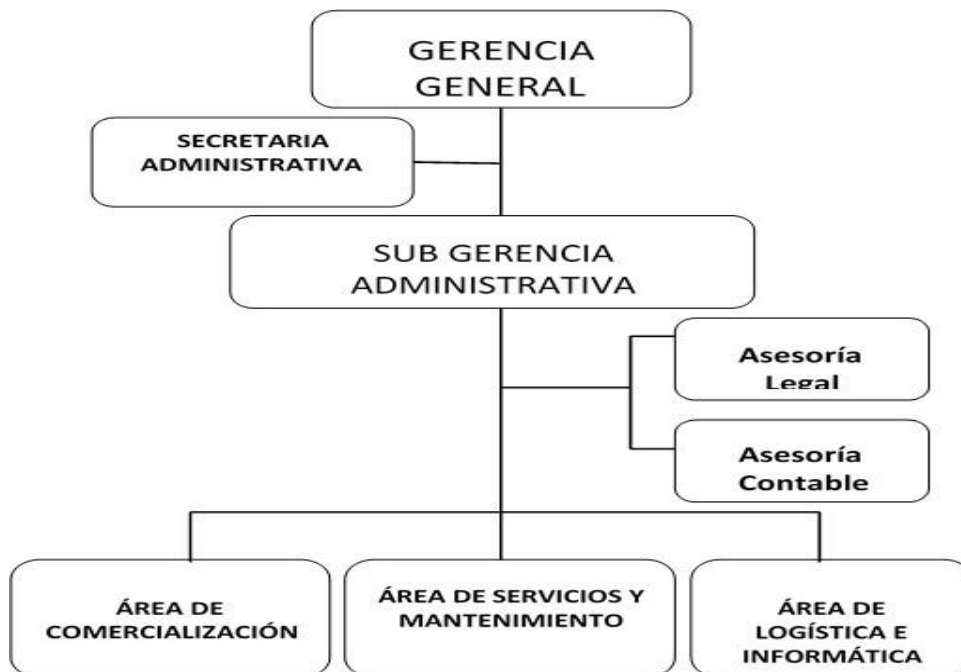 GERENCIA
GENERAL
SECRETARIA
ADMINISTRATIVA
SUB GERENCIA
ADMINISTRATIVA
Asesoría
Legal
Asesoría
Contable
ÁREA DE
COMERCIALIZACIÓN
ÁREA DE SERVICIOS Y
MANTENIMIENTO
ÁREA DE
LOGÍSTICA E
INFORMÁTICA